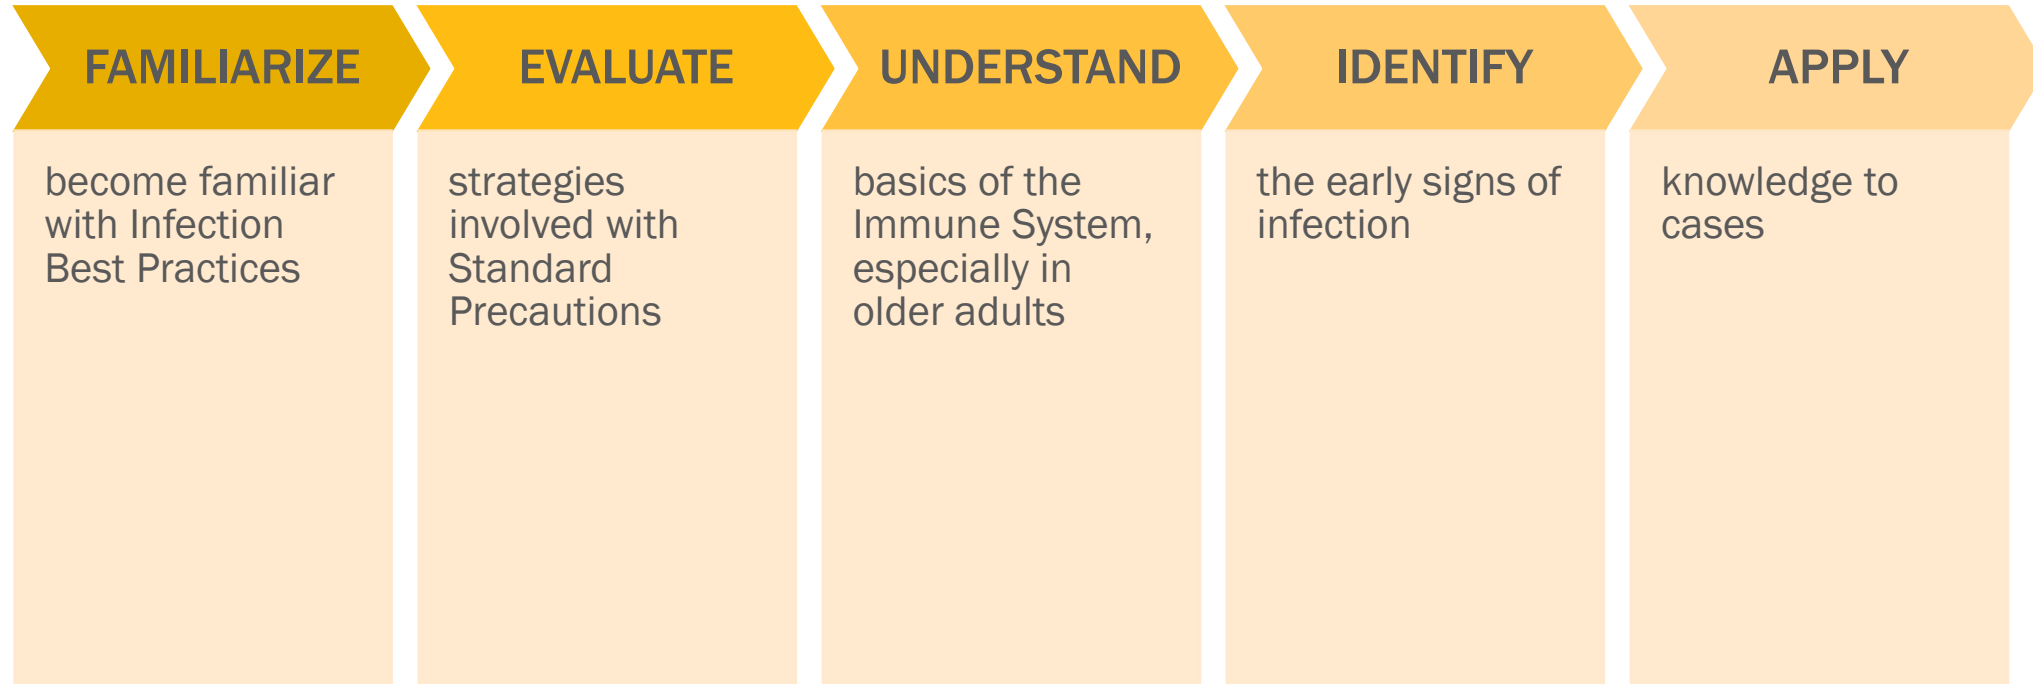 FAMILIARIZE
become familiar
with Infection
Best Practices
EVALUATE
strategies
involved with
Standard
Precautions
UNDERSTAND
basics of the
Immune System,
especially in
older adults
IDENTIFY
the early signs of
infection
APPLY
knowledge to
cases